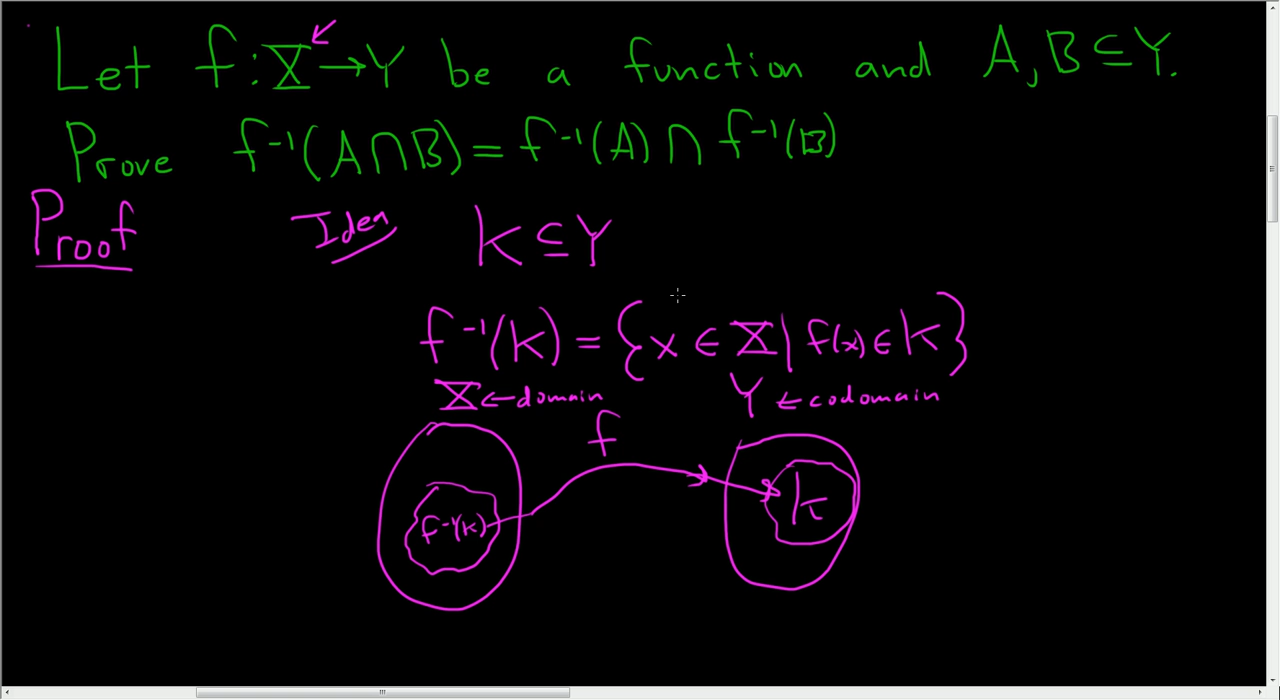 Let f: X → Y be a function and A, B ⊆ Y.
Prove f⁻¹(A∩B) = f⁻¹(A) ∩ f⁻¹(B)
Proof Idea K ⊆ Y
f⁻¹(K) = {x ∈ X | f(x) ∈ K}
X ← domain Y ← codomain
f
f⁻¹(K) K